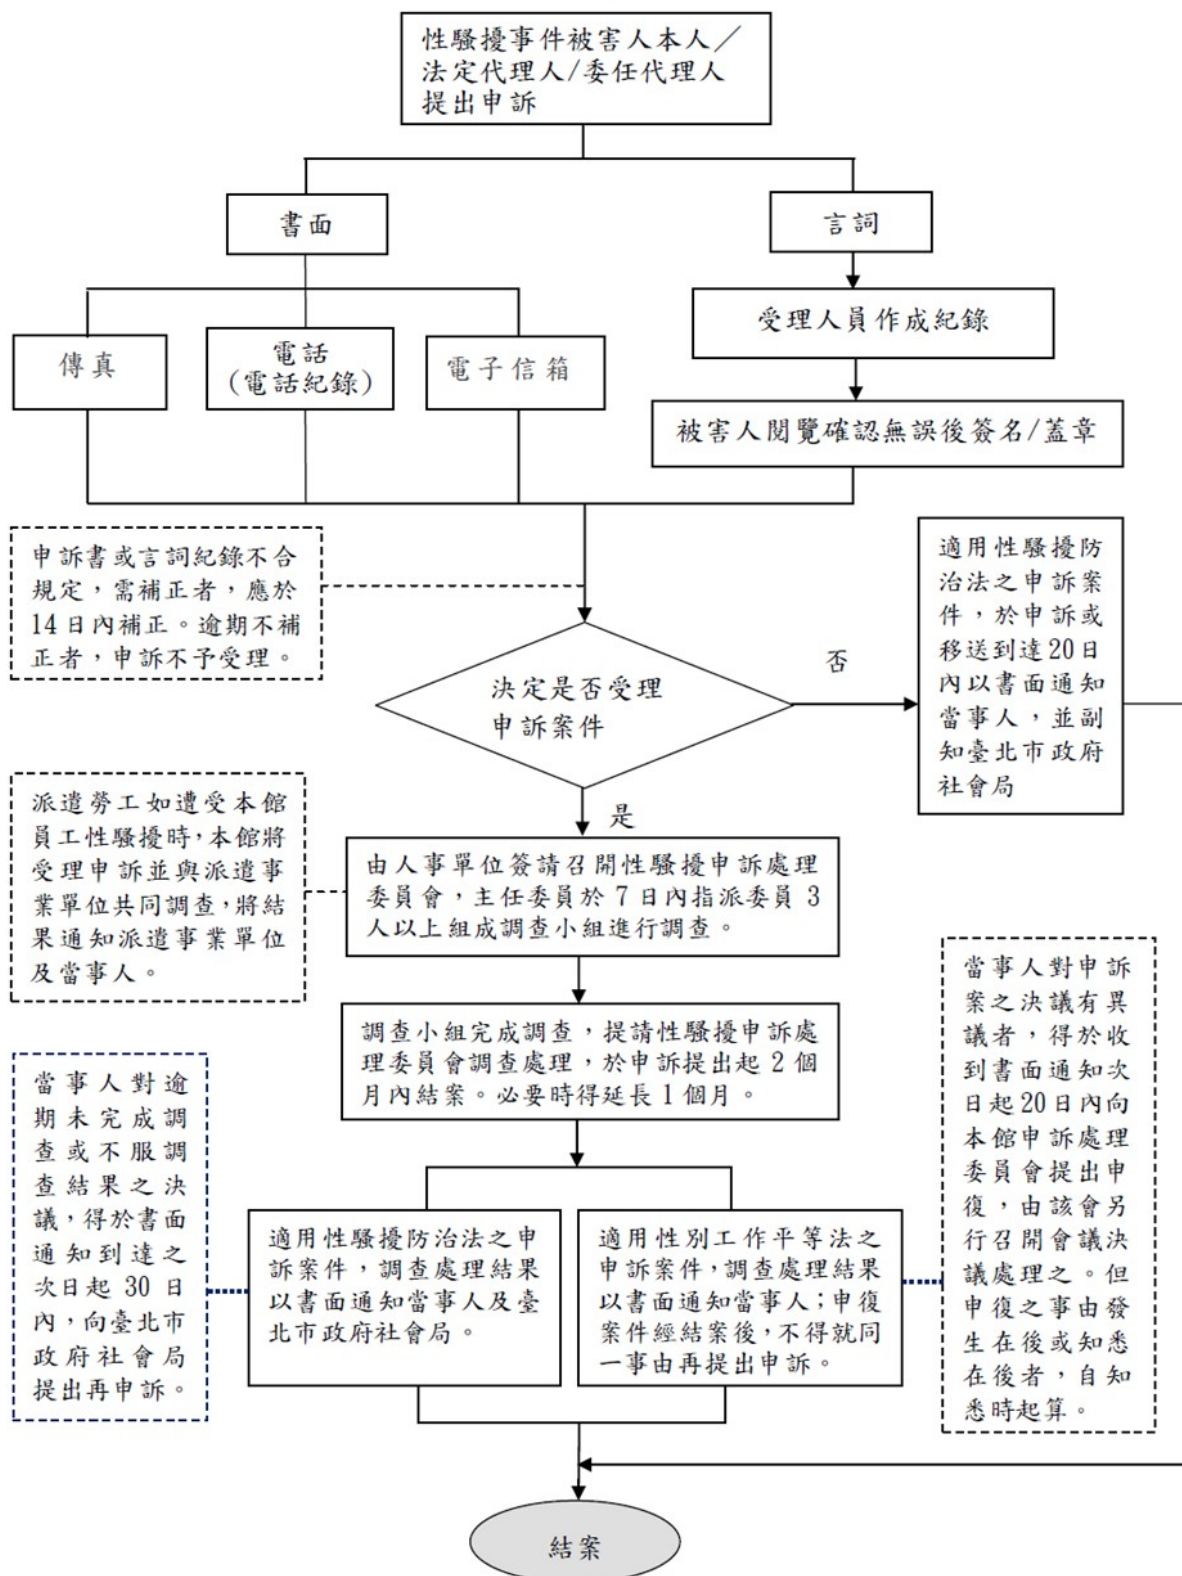 性騷擾事件被害人本人／
法定代理人/委任代理人
提出申訴
書面
言詞
傳真
電話
(電話紀錄)
電子信箱
受理人員作成紀錄
被害人閱覽確認無誤後簽名/蓋章
申訴書或言詞紀錄不合
規定，需補正者，應於
14日內補正。逾期不補
正者，申訴不予受理。
決定是否受理
申訴案件
否
適用性騷擾防
治法之申訴案
件，於申訴或
移送到達20日
內以書面通知
當事人，並副
知臺北市政府
社會局
是
派遣勞工如遭受本館
員工性騷擾時，本館將
受理申訴並與派遣事
業單位共同調查，將結
果通知派遣事業單位
及當事人。
由人事單位簽請召開性騷擾申訴處理
委員會，主任委員於7日內指派委員3
人以上組成調查小組進行調查。
調查小組完成調查，提請性騷擾申訴處
理委員會調查處理，於申訴提出起2個
月內結案。必要時得延長1個月。
當事人對逾
期未完成調
查或不服調
查結果之決
議，得於書面
通知到達之
次日起30日
內，向臺北市
政府社會局
提出再申訴。
適用性騷擾防治法之申
訴案件，調查處理結果
以書面通知當事人及臺
北市政府社會局。
適用性別工作平等法之
申訴案件，調查處理結果
以書面通知當事人；申復
案件經結案後，不得就同
一事由再提出申訴。
當事人對申訴
案之決議有異
議者，得於收
到書面通知次
日起20日內向
本館申訴處理
委員會提出申
復，由該會另
行召開會議決
議處理之。但
申復之事由發
生在後或知悉
在後者，自知
悉時起算。
結案